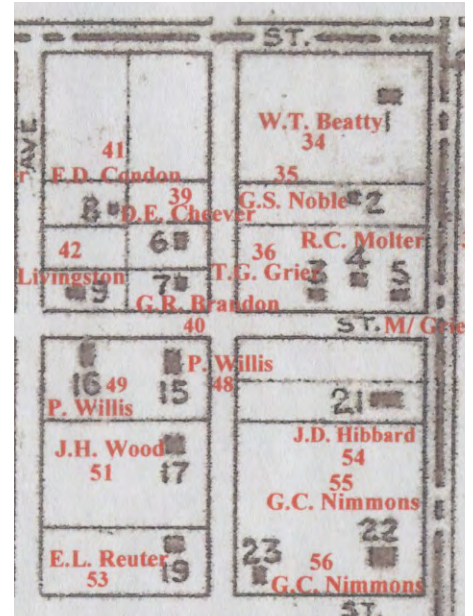 ST.
AVE
W.T. Beatty
41
34
E.D. Condon
35
39
8
D.E. Cheever
G.S. Noble
2
6
R.C. Molter
42
36
4
Livingston
T.G. Grier
3
5
9
7
G.R. Brandon
40
ST.
M/ Grie
P. Willis
16
49
15
48
P. Willis
21
J.H. Wood
J.D. Hibbard
51
17
54
55
G.C. Nimmons
22
23
E.L. Reuter
56
53
19
G.C. Nimmons
ST